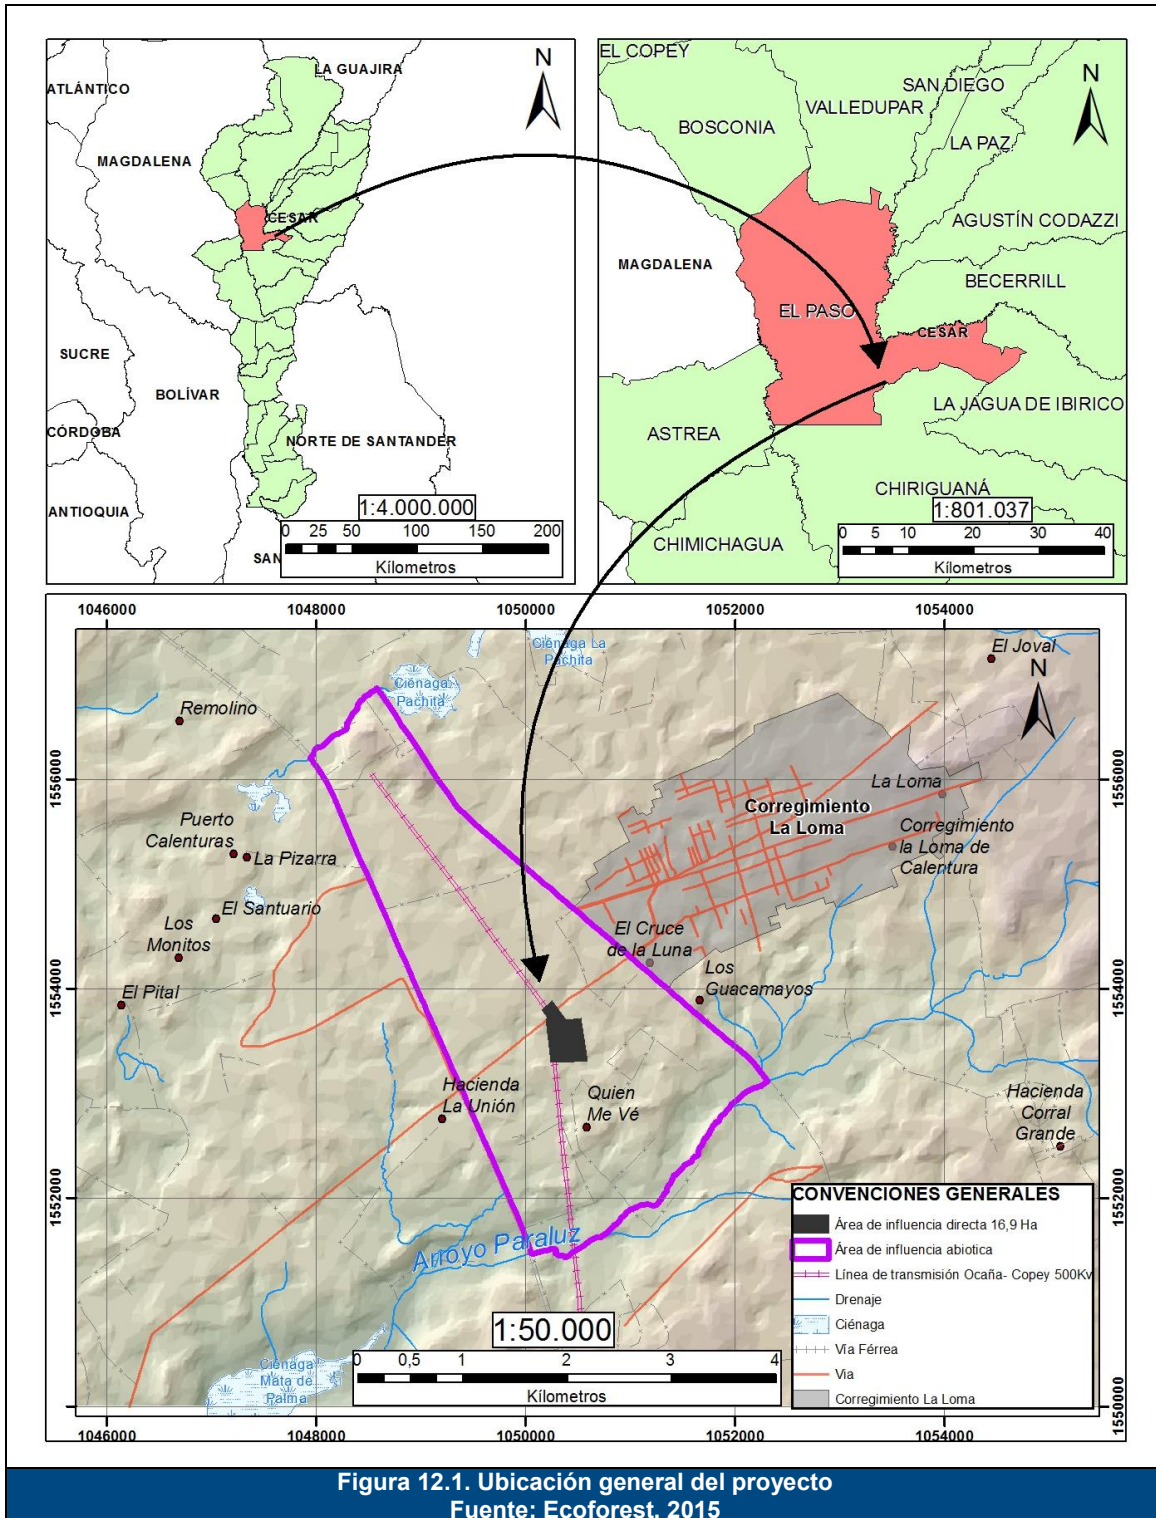 N
LA GUAJIRA
ATLÁNTICO
MAGDALENA
CESAR
SUCRE
BOLÍVAR
CÓRDOBA
NORTE DE SANTANDER
ANTIOQUIA
SAN
1:4.000.000
0 25 50 100 150 200
Kílometros
EL COPEY
N
SAN DIEGO
VALLEDUPAR
BOSCONIA
LA PAZ
AGUSTÍN CODAZZI
MAGDALENA
BECERRILL
EL PASO
CESAR
LA JAGUA DE IBIRICO
ASTREA
CHIRIGUANÁ
1:801.037
CHIMICHAGUA
0 5 10 20 30 40
Kílometros
1046000 1048000 1050000 1052000 1054000
Ciénaga La
Pachita
El Joval
N
Ciénaga
Pachita
Remolino
1556000
1556000
La Loma
Corregimiento
La Loma
Puerto
Calenturas
La Pizarra
Corregimiento
la Loma de
Calentura
El Santuario
Los
Monitos
El Cruce
de la Luna
Los
Guacamayos
El Pital
1554000
1554000
Hacienda
La Unión
Quien
Me Vé
Hacienda
Corral
Grande
1552000
1552000
Arroyo Paraluz
1:50.000
0 0,5 1 2 3 4
Kílometros
Ciénaga
Mata de
Palma
CONVENCIONES GENERALES
Área de influencia directa 16,9 Ha
Área de influencia abiotica
Línea de transmisión Ocaña- Copey 500Kv
Drenaje
Ciénaga
Vía Férrea
Via
Corregimiento La Loma
1550000
1046000 1048000 1050000 1052000 1054000
Figura 12.1. Ubicación general del proyecto
Fuente: Ecoforest, 2015